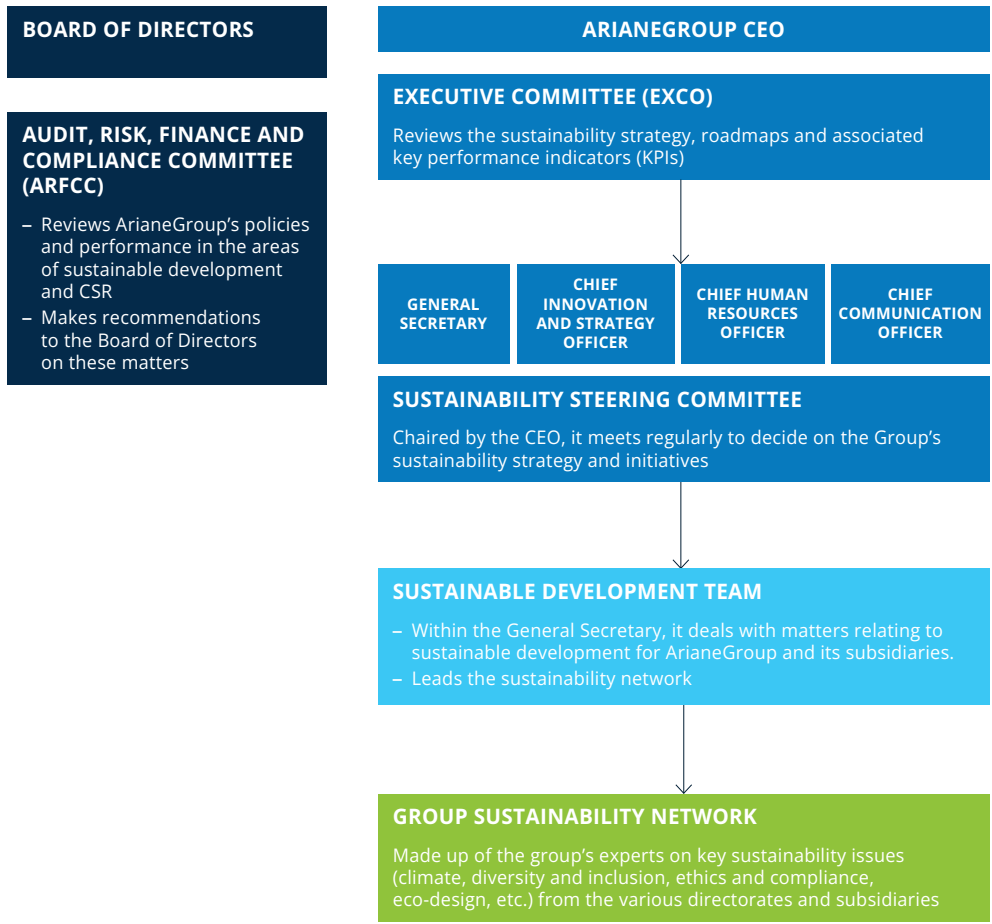 BOARD OF DIRECTORS
AUDIT, RISK, FINANCE AND
COMPLIANCE COMMITTEE
(ARFCC)
– Reviews ArianeGroup's policies
and performance in the areas
of sustainable development
and CSR
– Makes recommendations
to the Board of Directors
on these matters
ARIANEGROUP CEO
EXECUTIVE COMMITTEE (EXCO)
Reviews the sustainability strategy, roadmaps and associated
key performance indicators (KPIs)
GENERAL
SECRETARY
CHIEF
INNOVATION
AND STRATEGY
OFFICER
CHIEF HUMAN
RESOURCES
OFFICER
CHIEF
COMMUNICATION
OFFICER
SUSTAINABILITY STEERING COMMITTEE
Chaired by the CEO, it meets regularly to decide on the Group's
sustainability strategy and initiatives
SUSTAINABLE DEVELOPMENT TEAM
– Within the General Secretary, it deals with matters relating to
sustainable development for ArianeGroup and its subsidiaries.
– Leads the sustainability network
GROUP SUSTAINABILITY NETWORK
Made up of the group's experts on key sustainability issues
(climate, diversity and inclusion, ethics and compliance,
eco-design, etc.) from the various directorates and subsidiaries